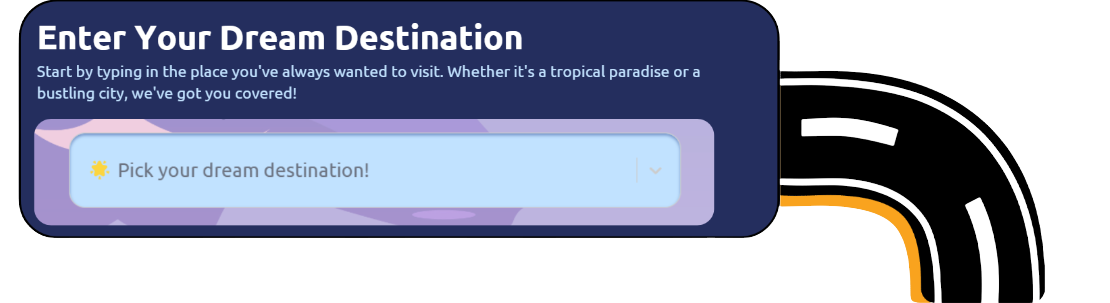 Enter Your Dream Destination
Start by typing in the place you've always wanted to visit. Whether it's a tropical paradise or a
bustling city, we've got you covered!
🌟 Pick your dream destination!